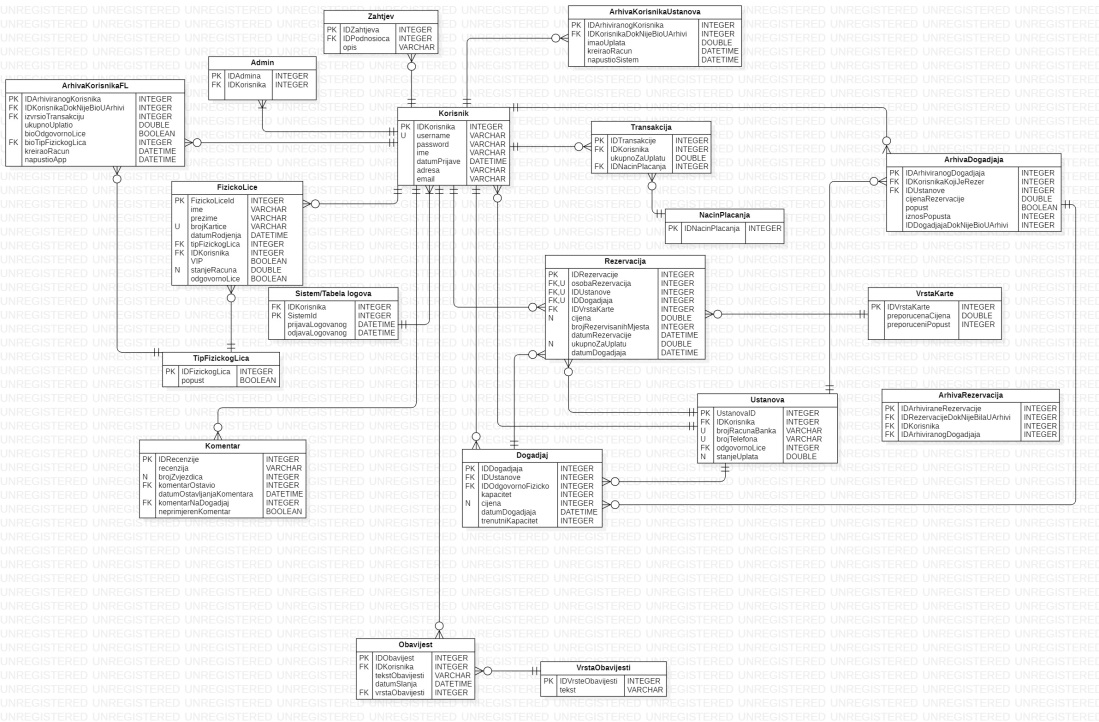 Zahtjev
PK IDZahtjeva INTEGER
FK IDPodnosioca INTEGER
opis VARCHAR
ArhivaKorisnikaUstanova
PK IDArhiviranogKorisnika INTEGER
FK IDKorisnikaDokNijeBioUArhivi INTEGER
imaoUplata DOUBLE
kreiraoRacun DATETIME
napustioSistem DATETIME
Admin
PK IDAdmina INTEGER
FK IDKorisnika INTEGER
ArhivaKorisnikaFL
PK IDArhiviranogKorisnika INTEGER
FK IDKorisnikaDokNijeBioUArhivi INTEGER
FK izvrsioTransakciju INTEGER
ukupnoUplatio DOUBLE
bioOdgovornoLice BOOLEAN
FK bioTipFizickogLica INTEGER
kreiraoRacun DATETIME
napustioApp DATETIME
Korisnik
PK IDKorisnika INTEGER
U username VARCHAR
password VARCHAR
ime VARCHAR
datumPrijave DATETIME
adresa VARCHAR
email VARCHAR
Transakcija
PK IDTransakcije INTEGER
FK IDKorisnika INTEGER
ukupnoZaUplatu DOUBLE
FK IDNacinPlacanja INTEGER
ArhivaDogadjaja
PK IDArhiviranogDogadjaja INTEGER
FK IDKorisnikaKojiJeRezer INTEGER
FK IDUstanove INTEGER
cijenaRezervacije DOUBLE
popust BOOLEAN
iznosPopusta INTEGER
IDDogadjajaDokNijeBioUArhivi INTEGER
FizickoLice
PK FizickoLiceId INTEGER
ime VARCHAR
prezime VARCHAR
U brojKartice VARCHAR
datumRodjenja DATETIME
FK tipFizickogLica INTEGER
FK IDKorisnika INTEGER
VIP BOOLEAN
N stanjeRacuna DOUBLE
odgovornoLice BOOLEAN
NacinPlacanja
PK IDNacinPlacanja INTEGER
Rezervacija
PK IDRezervacije INTEGER
FK,U osobaRezervacija INTEGER
FK,U IDUstanove INTEGER
FK,U IDDogadjaja INTEGER
FK IDVrstaKarte INTEGER
N cijena DOUBLE
brojRezervisanihMjesta INTEGER
datumRezervacije DATETIME
N ukupnoZaUplatu DOUBLE
datumDogadjaja DATETIME
Sistem/Tabela logova
FK IDKorisnika INTEGER
PK SistemId INTEGER
prijavaLogovanog DATETIME
odjavaLogovanog DATETIME
VrstaKarte
PK IDVrstaKarte INTEGER
preporucenaCijena DOUBLE
preporuceniPopust INTEGER
TipFizickogLica
PK IDFizickogLica INTEGER
popust BOOLEAN
Ustanova
PK UstanovaID INTEGER
FK IDKorisnika INTEGER
U brojRacunaBanka VARCHAR
U brojTelefona VARCHAR
FK odgovornoLice INTEGER
N stanjeUplata DOUBLE
ArhivaRezervacija
PK IDArhiviraneRezervacije INTEGER
FK IDRezervacijeDokNijeBilaUArhivi INTEGER
FK IDKorisnika INTEGER
FK IDArhiviranogDogadjaja INTEGER
Komentar
PK IDRecenzije INTEGER
recenzija VARCHAR
N brojZvjezdica INTEGER
FK komentarOstavio INTEGER
datumOstavljanjaKomentara DATETIME
FK komentarNaDogadjaj INTEGER
neprimjerenKomentar BOOLEAN
Dogadjaj
PK IDDogadjaja INTEGER
FK IDUstanove INTEGER
FK IDOdgovornoFizicko INTEGER
kapacitet INTEGER
N cijena INTEGER
datumDogadjaja DATETIME
trenutniKapacitet INTEGER
Obavijest
PK IDObavijest INTEGER
FK IDKorisnika INTEGER
tekstObavijesti VARCHAR
datumSlanja DATETIME
FK vrstaObavijesti INTEGER
VrstaObavijesti
PK IDVrsteObavijesti INTEGER
tekst VARCHAR